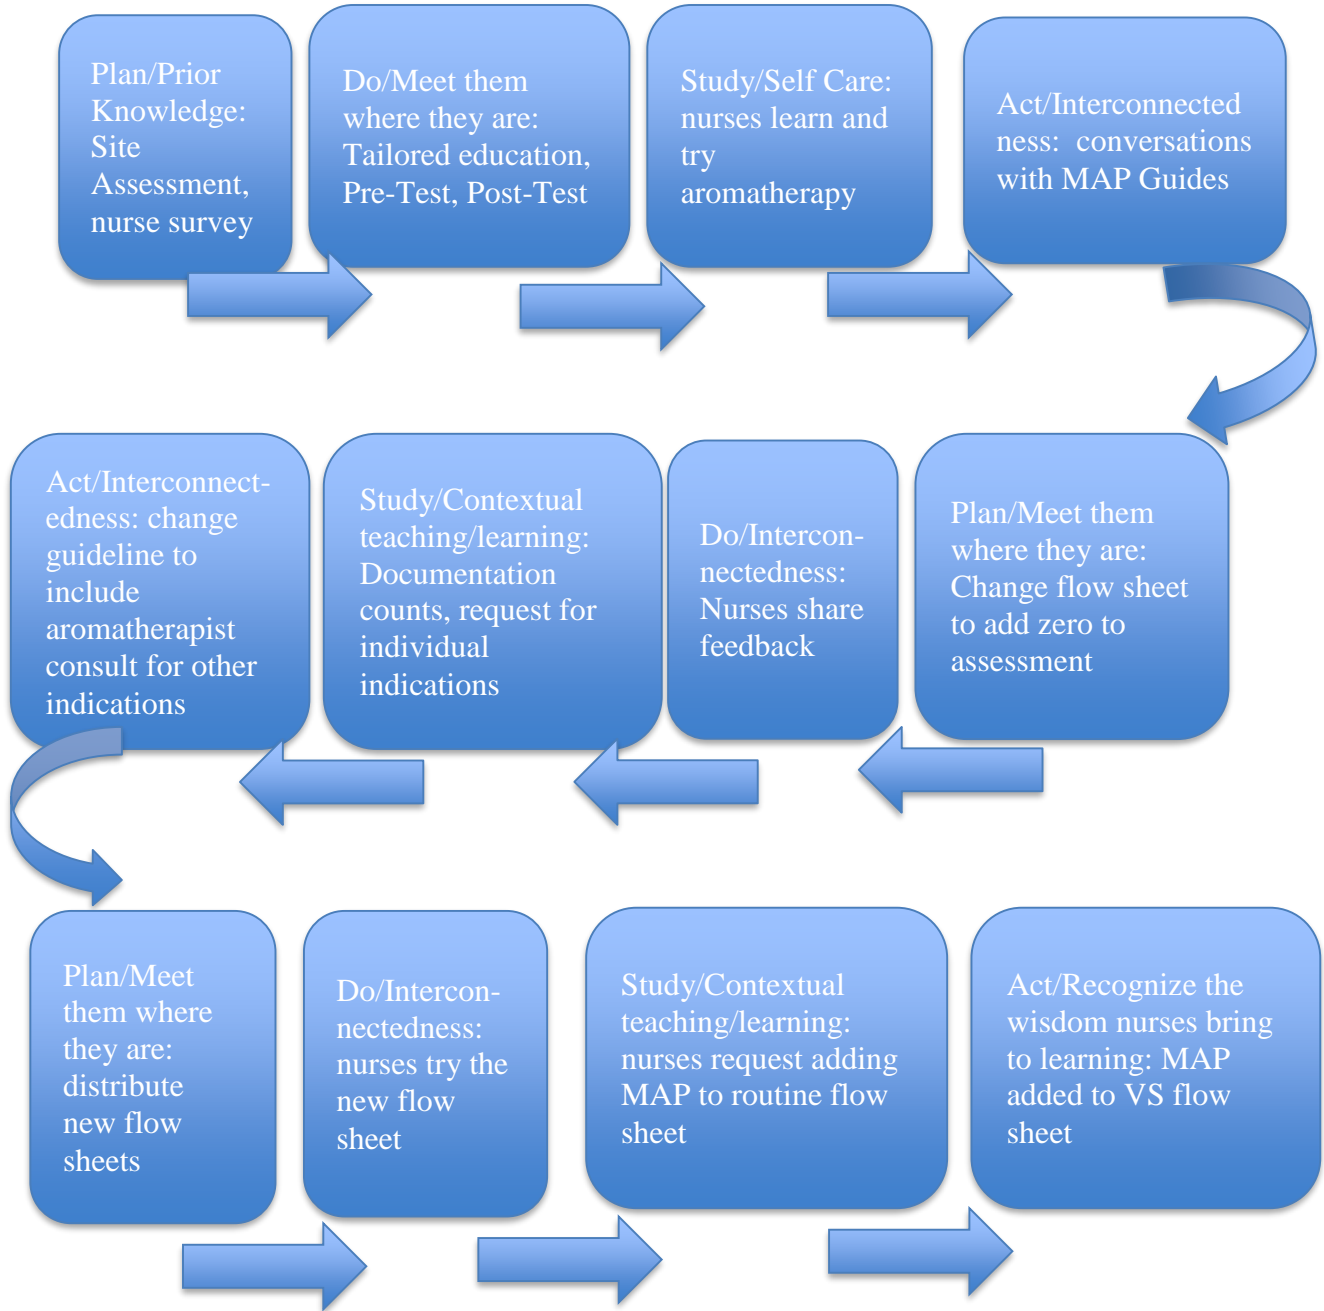 Plan/Prior
Knowledge:
Site
Assessment,
nurse survey
Do/Meet them
where they are:
Tailored education,
Pre-Test, Post-Test
Study/Self Care:
nurses learn and
try
aromatherapy
Act/Interconnected
ness:  conversations
with MAP Guides
Plan/Meet them
where they are:
Change flow sheet
to add zero to
assessment
Do/Intercon-
nectedness:
Nurses share
feedback
Study/Contextual
teaching/learning:
Documentation
counts, request for
individual
indications
Act/Interconnect-
edness: change
guideline to
include
aromatherapist
consult for other
indications
Plan/Meet
them where
they are:
distribute
new flow
sheets
Do/Intercon-
nectedness:
nurses try the
new flow
sheet
Study/Contextual
teaching/learning:
nurses request adding
MAP to routine flow
sheet
Act/Recognize the
wisdom nurses bring
to learning: MAP
added to VS flow
sheet